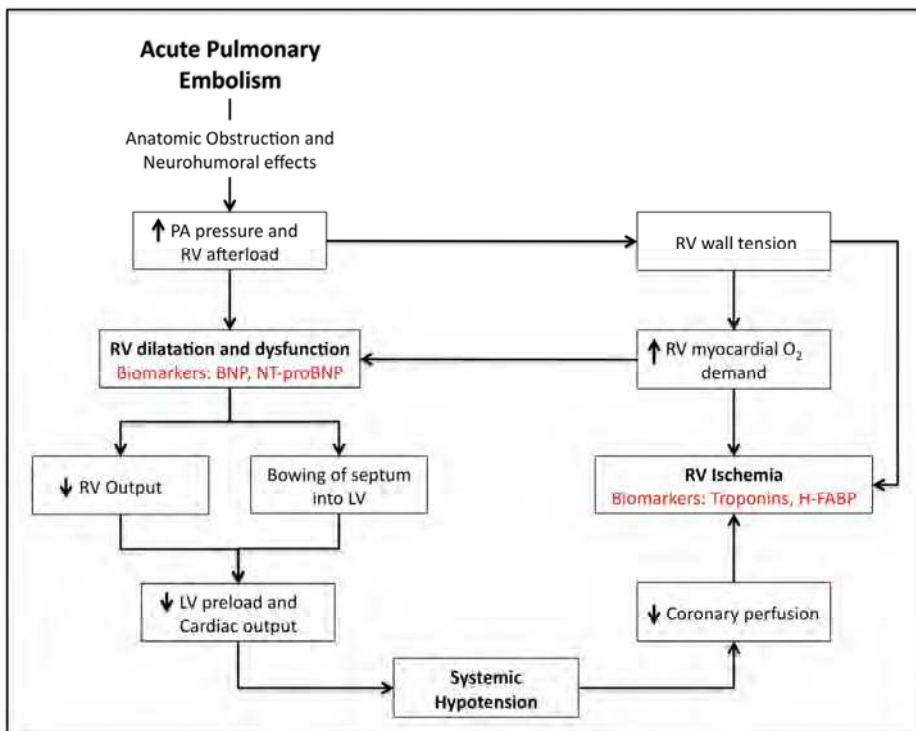 Acute Pulmonary
Embolism
Anatomic Obstruction and
Neurohumoral effects
↑ PA pressure and
RV afterload
RV wall tension
RV dilatation and dysfunction
Biomarkers: BNP, NT-proBNP
↑ RV myocardial O₂
demand
↓ RV Output
Bowing of septum
into LV
RV Ischemia
Biomarkers: Troponins, H-FABP
↓ LV preload and
Cardiac output
↓ Coronary perfusion
Systemic
Hypotension